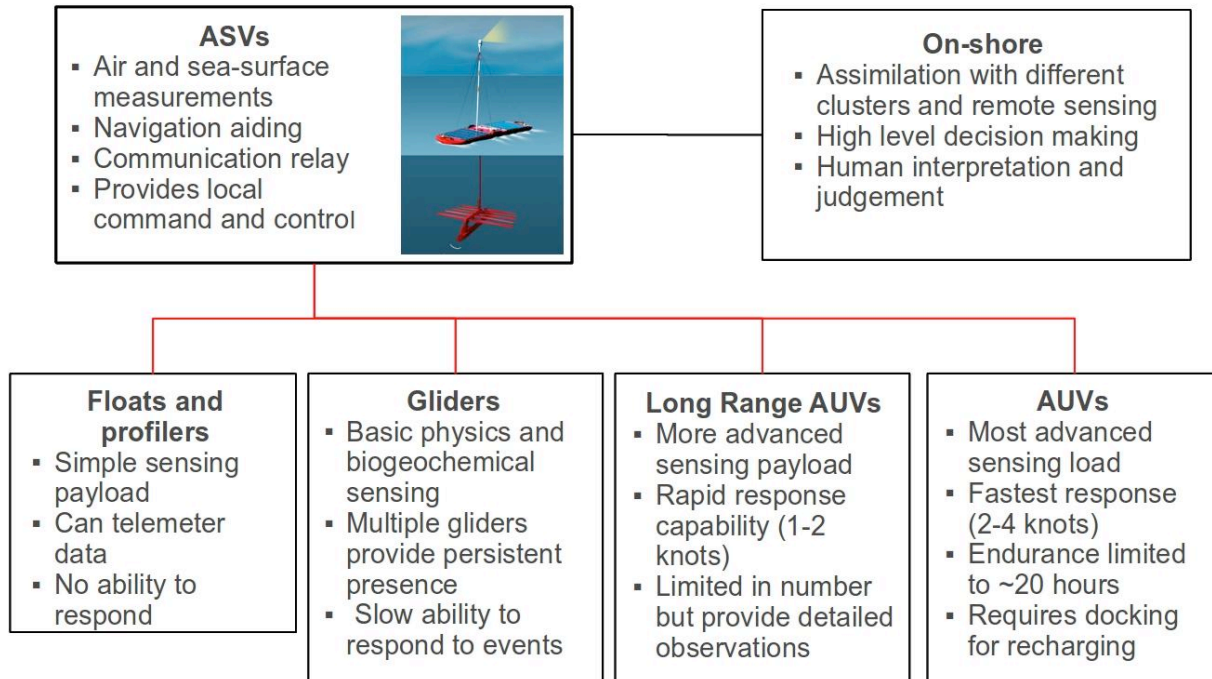 ASVs
▪ Air and sea-surface
measurements
▪ Navigation aiding
▪ Communication relay
▪ Provides local
command and control
On-shore
▪ Assimilation with different
clusters and remote sensing
▪ High level decision making
▪ Human interpretation and
judgement
Floats and
profilers
▪ Simple sensing
payload
▪ Can telemeter
data
▪ No ability to
respond
Gliders
▪ Basic physics and
biogeochemical
sensing
▪ Multiple gliders
provide persistent
presence
▪ Slow ability to
respond to events
Long Range AUVs
▪ More advanced
sensing payload
▪ Rapid response
capability (1-2
knots)
▪ Limited in number
but provide detailed
observations
AUVs
▪ Most advanced
sensing load
▪ Fastest response
(2-4 knots)
▪ Endurance limited
to ~20 hours
▪ Requires docking
for recharging